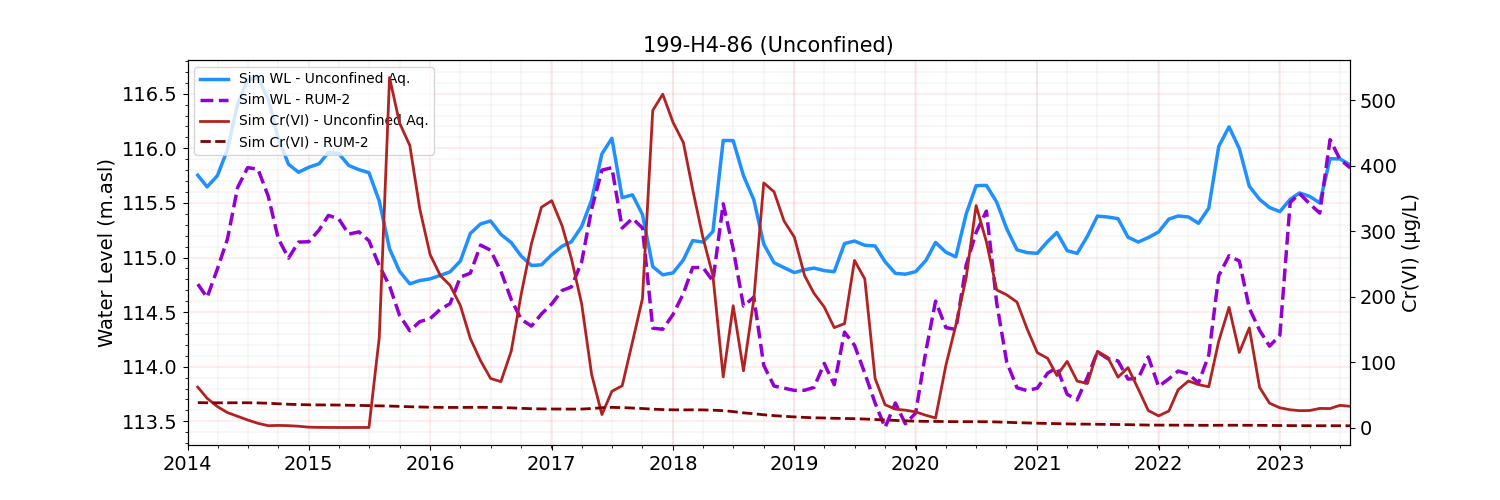 199-H4-86 (Unconfined)
Sim WL - Unconfined Aq.
Sim WL - RUM-2
Sim Cr(VI) - Unconfined Aq.
Sim Cr(VI) - RUM-2
Water Level (m.asl)
116.5
116.0
115.5
115.0
114.5
114.0
113.5
500
400
300
200
100
0
Cr(VI) (µg/L)
2014 2015 2016 2017 2018 2019 2020 2021 2022 2023